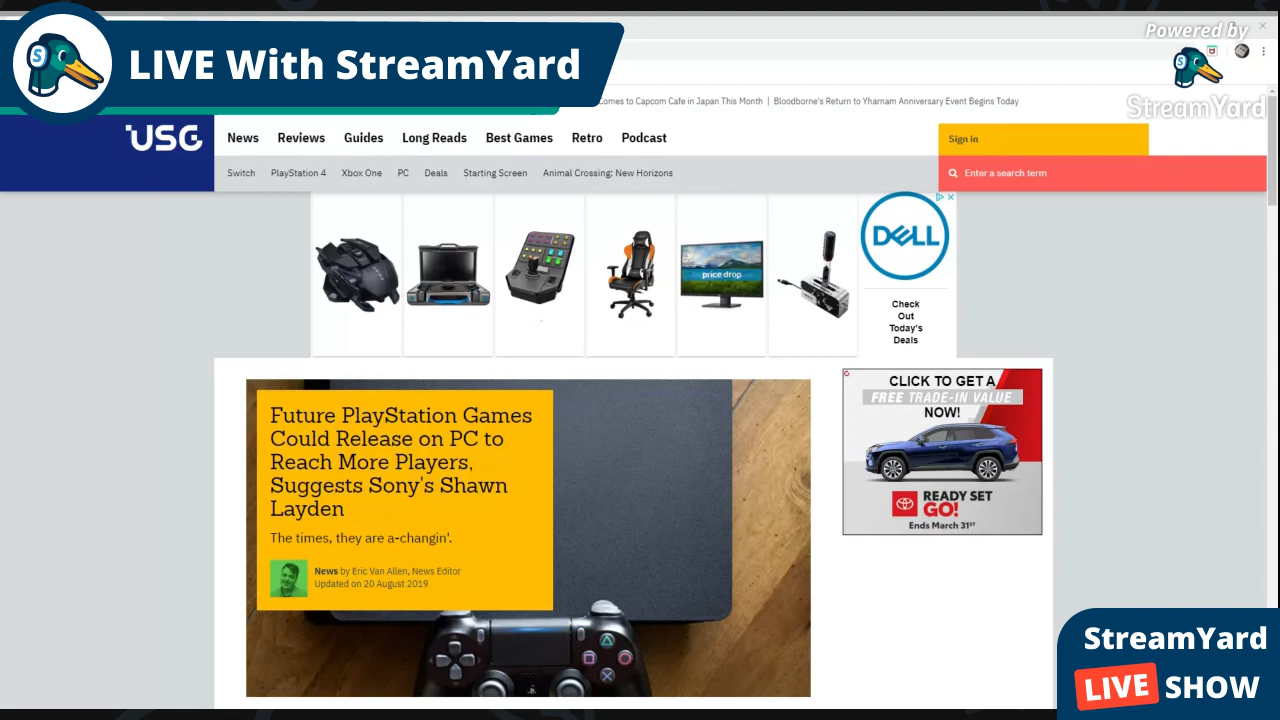 LIVE With StreamYard
Powered by
StreamYard
Comes to Capcom Cafe in Japan This Month | Bloodborne's Return to Yharnam Anniversary Event Begins Today
USG
News Reviews Guides Long Reads Best Games Retro Podcast
Sign in
Switch PlayStation 4 Xbox One PC Deals Starting Screen Animal Crossing: New Horizons
Enter a search term
price drop
DELL
Check
Out
Today's
Deals
Future PlayStation Games
Could Release on PC to
Reach More Players,
Suggests Sony's Shawn
Layden
The times, they are a-changin'.
News by Eric Van Allen, News Editor
Updated on 20 August 2019
CLICK TO GET A
FREE TRADE-IN VALUE
NOW!
READY SET
GO!
Ends March 31ST
StreamYard
LIVE SHOW